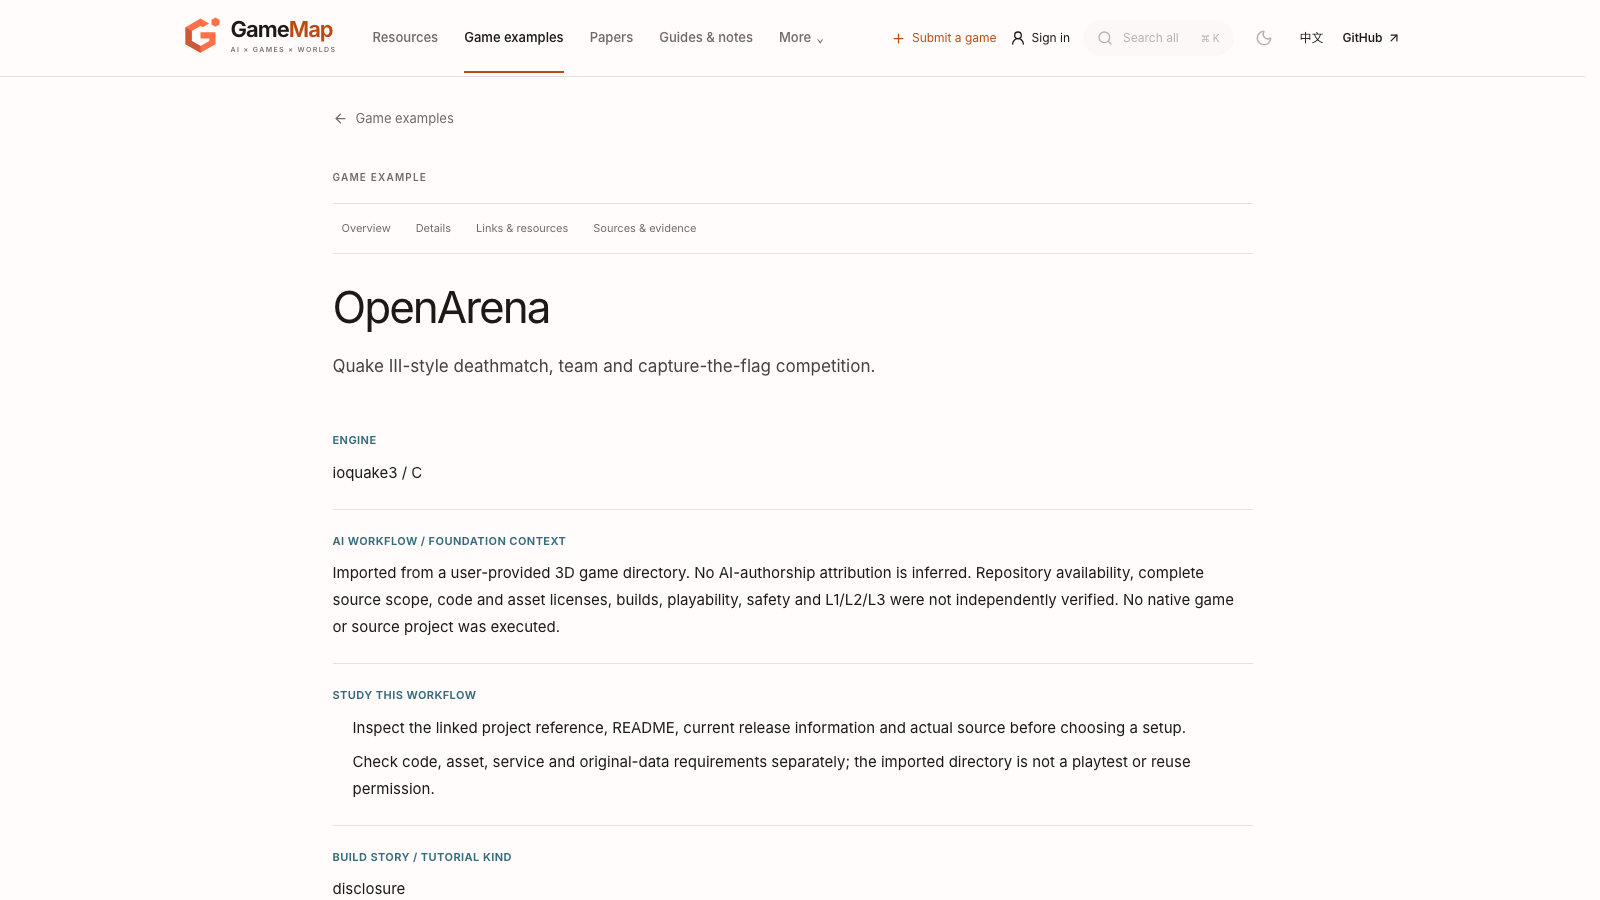 GameMap
AI × GAMES × WORLDS
Resources
Game examples
Papers
Guides & notes
More
Submit a game
Sign in
Search all
⌘ K
中文
GitHub
Game examples
GAME EXAMPLE
Overview
Details
Links & resources
Sources & evidence
OpenArena
Quake III-style deathmatch, team and capture-the-flag competition.
ENGINE
ioquake3 / C
AI WORKFLOW / FOUNDATION CONTEXT
Imported from a user-provided 3D game directory. No AI-authorship attribution is inferred. Repository availability, complete
source scope, code and asset licenses, builds, playability, safety and L1/L2/L3 were not independently verified. No native game
or source project was executed.
STUDY THIS WORKFLOW
Inspect the linked project reference, README, current release information and actual source before choosing a setup.
Check code, asset, service and original-data requirements separately; the imported directory is not a playtest or reuse
permission.
BUILD STORY / TUTORIAL KIND
disclosure